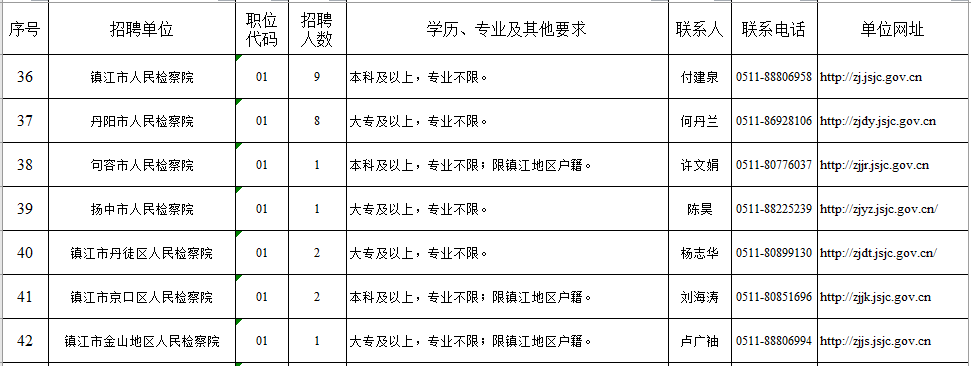 序号 招聘单位 职位代码 招聘人数 学历、专业及其他要求 联系人 联系电话 单位网址
36 镇江市人民检察院 01 9 本科及以上，专业不限。 付建泉 0511-88806958 http://zj.jsjc.gov.cn
37 丹阳市人民检察院 01 8 大专及以上，专业不限。 何丹兰 0511-86928106 http://zjdy.jsjc.gov.cn
38 句容市人民检察院 01 1 本科及以上，专业不限；限镇江地区户籍。 许文娟 0511-80776037 http://zjjr.jsjc.gov.cn
39 扬中市人民检察院 01 1 大专及以上，专业不限。 陈昊 0511-88225239 http://zjyz.jsjc.gov.cn/
40 镇江市丹徒区人民检察院 01 2 大专及以上，专业不限。 杨志华 0511-80899130 http://zjdt.jsjc.gov.cn/
41 镇江市京口区人民检察院 01 2 本科及以上，专业不限；限镇江地区户籍。 刘海涛 0511-80851696 http://zjjk.jsjc.gov.cn
42 镇江市金山地区人民检察院 01 1 大专及以上，专业不限；限镇江地区户籍。 卢广铀 0511-88806994 http://zjjs.jsjc.gov.cn